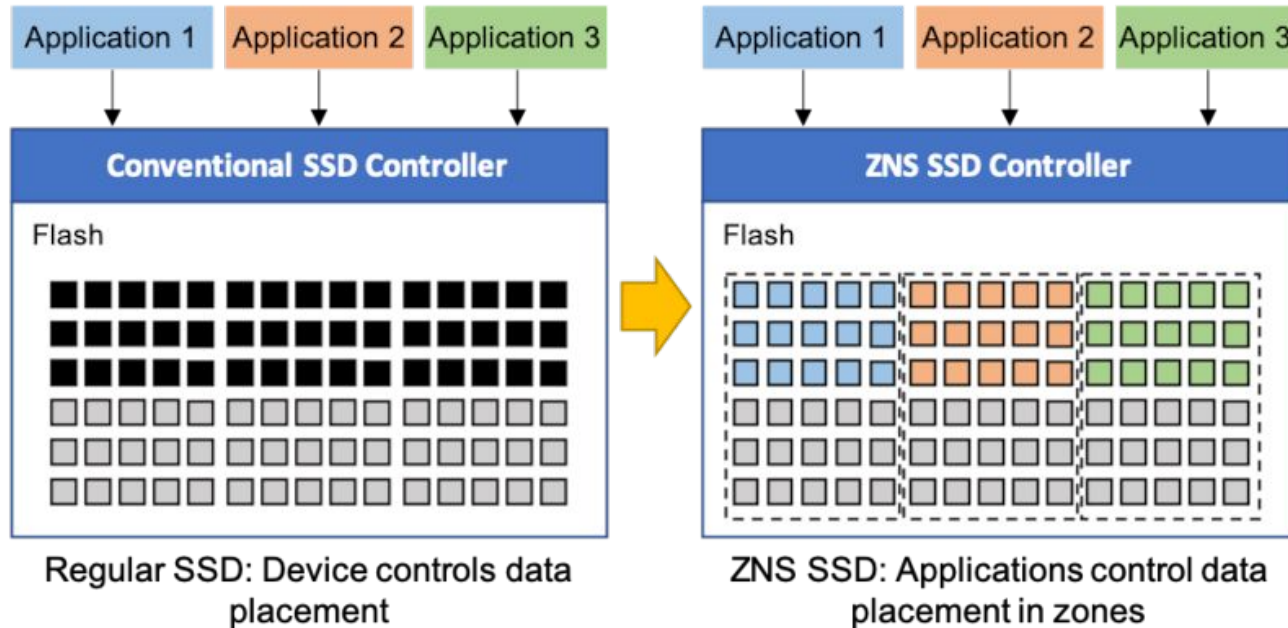 Application 1
Application 2
Application 3
Conventional SSD Controller
Flash
Regular SSD: Device controls data
placement
Application 1
Application 2
Application 3
ZNS SSD Controller
Flash
ZNS SSD: Applications control data
placement in zones